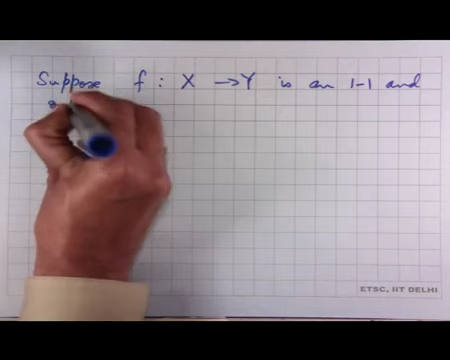 Suppose f : X → Y is an 1-1 and
ETSC, IIT DELHI